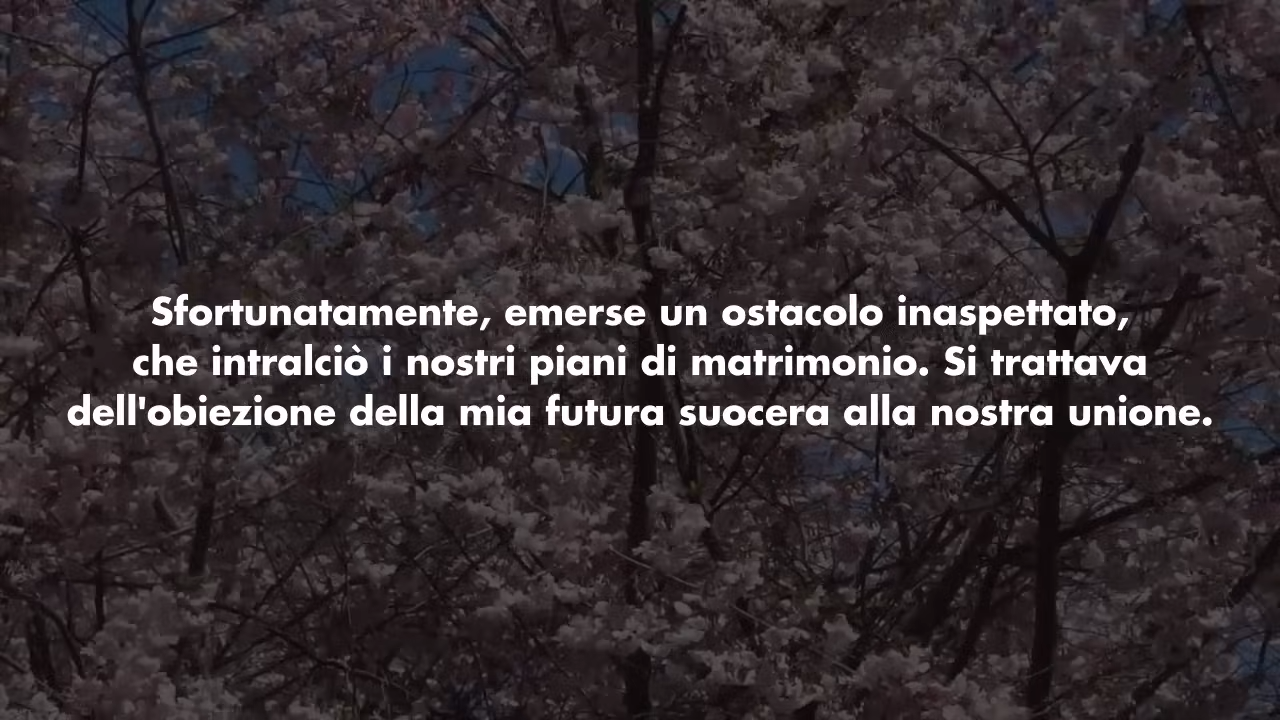 Sfortunatamente, emerse un ostacolo inaspettato,
che intralciò i nostri piani di matrimonio. Si trattava
dell'obiezione della mia futura suocera alla nostra unione.